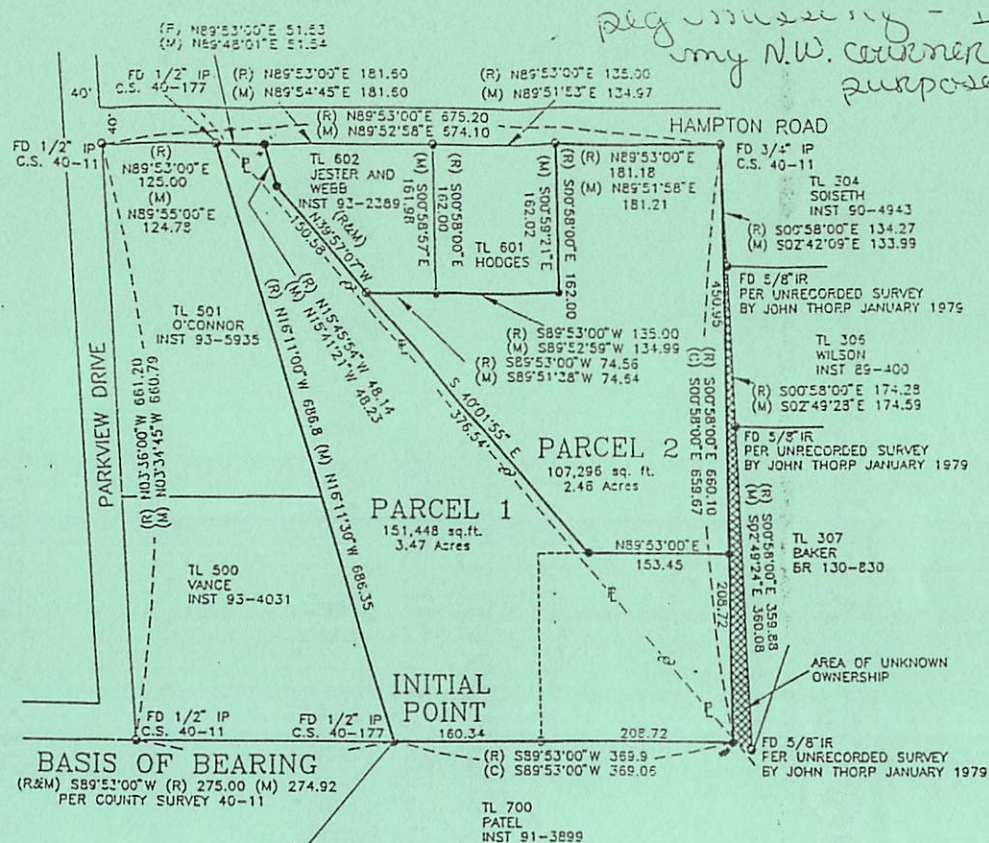 peg missing -
my N.W. corner
purpose
(R) N89°53'00"E 51.53
(M) N89°48'01"E 51.54
FD 1/2" IP
C.S. 40-177
(R) N89°53'00"E 181.50
(M) N89°54'45"E 181.50
(R) N89°53'00"E 135.00
(M) N89°51'53"E 134.97
40'
40'
(R) N89°53'00"E 675.20
(M) N89°52'58"E 674.10
HAMPTON ROAD
FD 1/2" IP
C.S. 40-11
FD 3/4" IP
C.S. 40-11
(R)
N89°53'00"E
125.00
(M)
N89°55'00"E
124.78
TL 602
JESTER AND
WEBB
INST 93-2389
(M) S00°58'57"E
161.98
(R) S00°58'00"E
162.00
(M) S00°59'21"E
162.02
(R) S00°58'00"E 162.00
(R) N89°53'00"E
181.18
(M) N89°51'58"E
181.21
TL 304
SOISETH
INST 90-4943
(R) S00°58'00"E 134.27
(M) S02°42'09"E 133.99
TL 601
HODGES
(R&M)
N39°57'07"W
150.58
FD 5/8" IR
PER UNRECORDED SURVEY
BY JOHN THORP JANUARY 1979
450.95
TL 501
O'CONNOR
INST 93-5935
(R) N15°45'54"W 48.14
(M) N15°41'21"W 48.23
(R) S89°53'00"W 135.00
(M) S89°52'59"W 134.99
(R) S89°53'00"W 74.56
(M) S89°51'38"W 74.54
TL 306
WILSON
INST 89-400
(R) S00°58'00"E 174.28
(M) S02°49'23"E 174.59
PARKVIEW DRIVE
(R) N03°36'00"W 661.20
(M) N03°34'45"W 660.79
(R) N16°11'00"W 686.8 (M) N16°11'30"W 686.35
S 40°01'55" E
376.54
(R) S00°58'00"E 660.10
(C) S00°58'00"E 659.67
FD 5/8" IR
PER UNRECORDED SURVEY
BY JOHN THORP JANUARY 1979
PARCEL 2
107,296 sq. ft.
2.46 Acres
PARCEL 1
151,448 sq.ft.
3.47 Acres
N89°53'00"E
153.45
TL 307
BAKER
BR 130-830
(R) S00°58'00"E 359.88
(M) S02°49'24"E 360.08
208.72
TL 500
VANCE
INST 93-4031
AREA OF UNKNOWN
OWNERSHIP
INITIAL
POINT
FD 1/2" IP
C.S. 40-11
FD 1/2" IP
C.S. 40-177
160.34
208.72
BASIS OF BEARING
(R&M) S89°53'00"W (R) 275.00 (M) 274.92
PER COUNTY SURVEY 40-11
(R) S89°53'00"W 369.9
(C) S89°53'00"W 369.06
FD 5/8" IR
PER UNRECORDED SURVEY
BY JOHN THORP JANUARY 1979
TL 700
PATEL
INST 91-3899